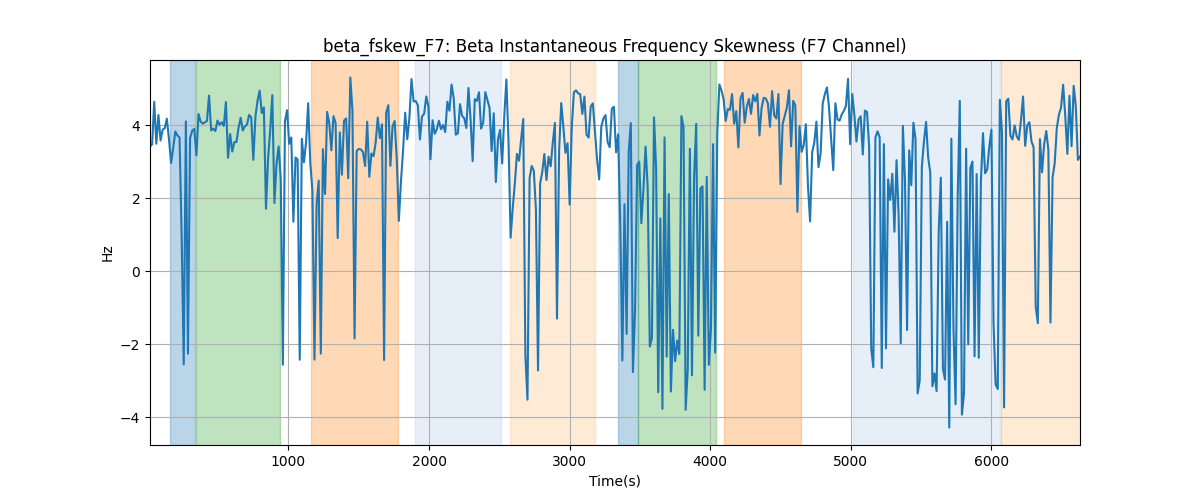 beta_fskew_F7: Beta Instantaneous Frequency Skewness (F7 Channel)
Hz
4
2
0
−2
−4
1000 2000 3000 4000 5000 6000
Time(s)